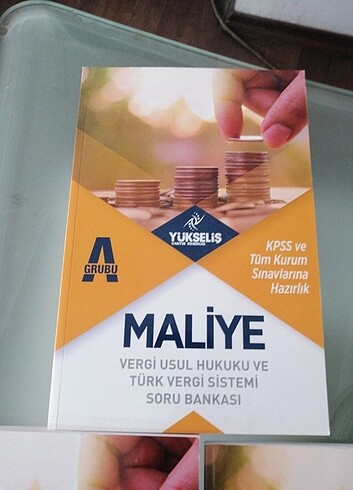 YÜKSELİŞ
KPSS ve
Tüm Kurum
Sınavlarına
Hazırlık
A
GRUBU
MALİYE
VERGİ USUL HUKUKU VE
TÜRK VERGİ SİSTEMİ
SORU BANKASI